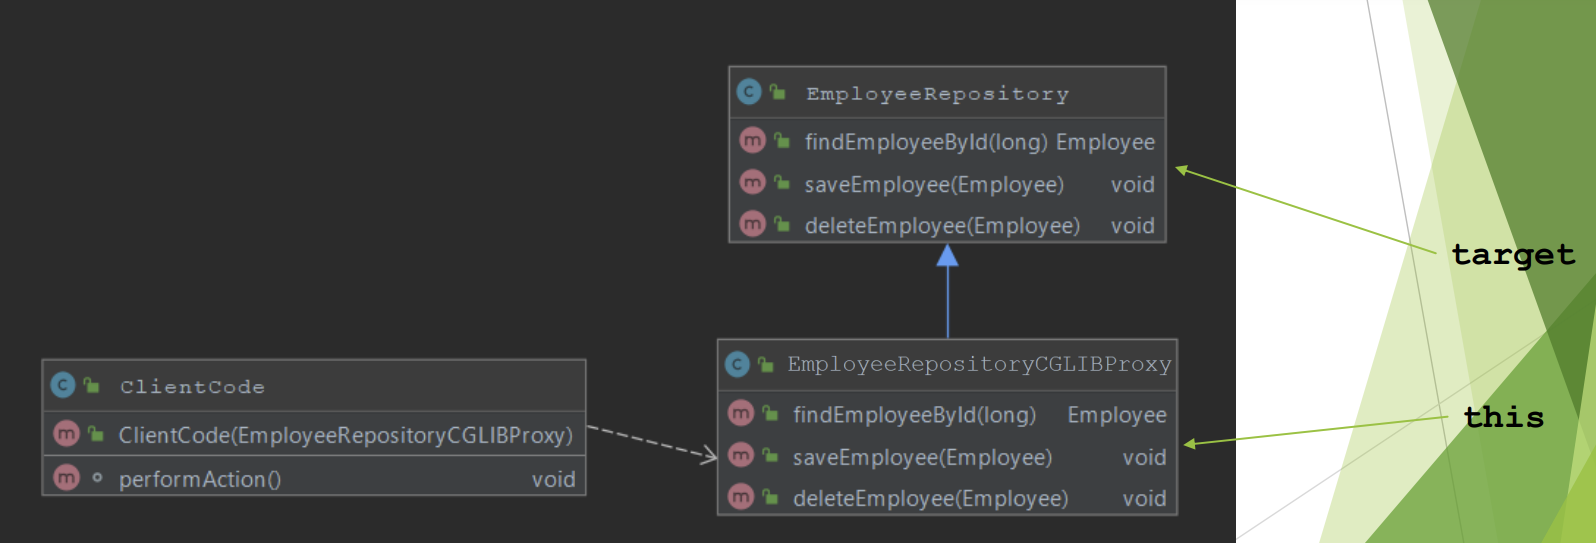 C EmployeeRepository
m findEmployeeById(long) Employee
m saveEmployee(Employee) void
m deleteEmployee(Employee) void
target
C EmployeeRepositoryCGLIBProxy
m findEmployeeById(long) Employee
m saveEmployee(Employee) void
m deleteEmployee(Employee) void
this
C ClientCode
m ClientCode(EmployeeRepositoryCGLIBProxy)
m performAction() void